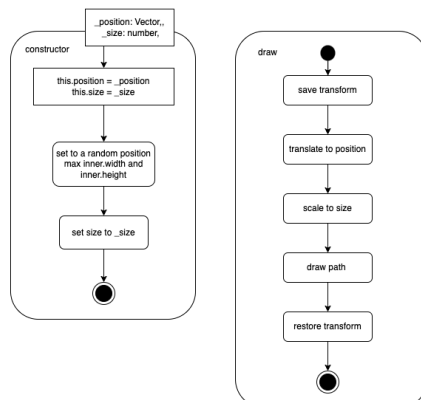 _position: Vector,,
_size: number,
constructor
this.position = _position
this.size = _size
set to a random position
max inner.width and
inner.height
set size to _size
draw
save transform
translate to position
scale to size
draw path
restore transform